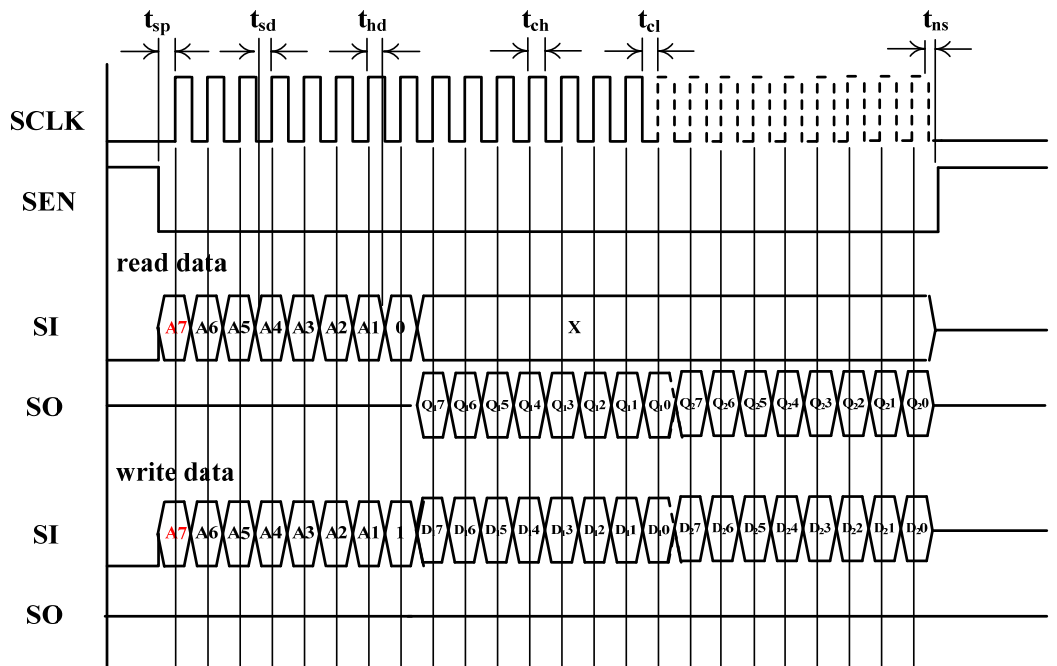 tsp tsd thd tch tcl tns
SCLK
SEN
read data
SI A7 A6 A5 A4 A3 A2 A1 0 X
SO Q17 Q16 Q15 Q14 Q13 Q12 Q11 Q10 Q27 Q26 Q25 Q24 Q23 Q22 Q21 Q20
write data
SI A7 A6 A5 A4 A3 A2 A1 1 D17 D16 D15 D14 D13 D12 D11 D10 D27 D26 D25 D24 D23 D22 D21 D20
SO